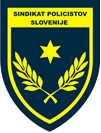 SINDIKAT POLICISTOV
SLOVENIJE